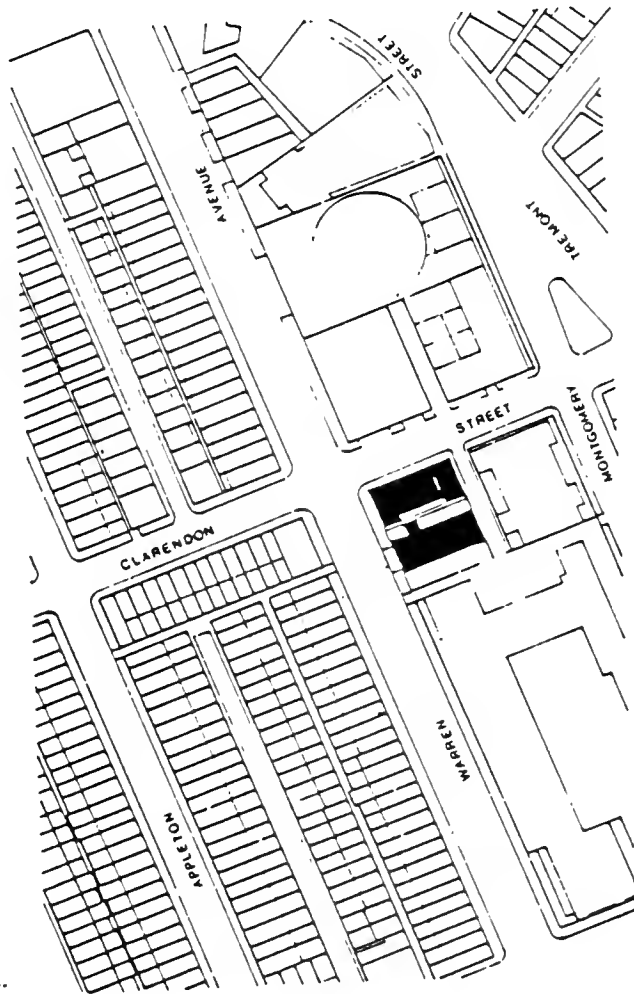 STREET
AVENUE
TREMONT
STREET
MONTGOMERY
CLARENDON
WARREN
APPLETON